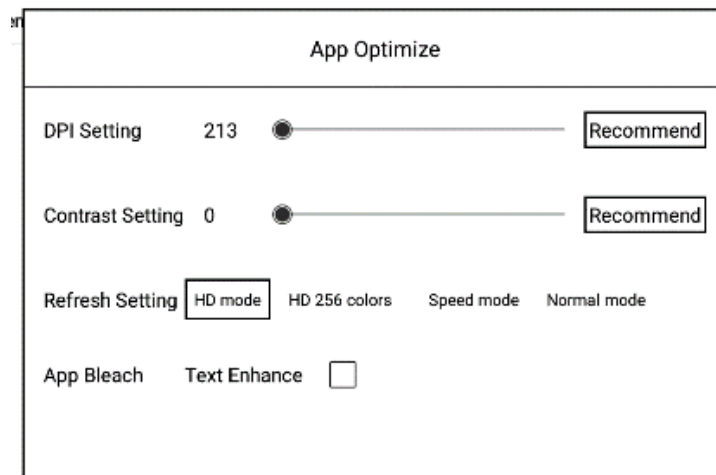 App Optimize
DPI Setting 213 Recommend
Contrast Setting 0 Recommend
Refresh Setting HD mode HD 256 colors Speed mode Normal mode
App Bleach Text Enhance